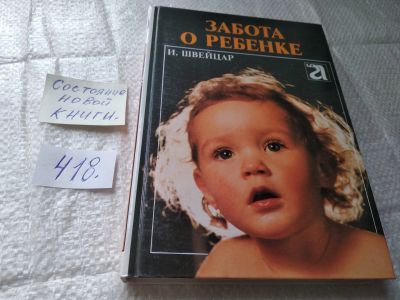 ЗАБОТА
О РЕБЕНКЕ
И. ШВЕЙЦАР
Состояние
новой
книги.
418.